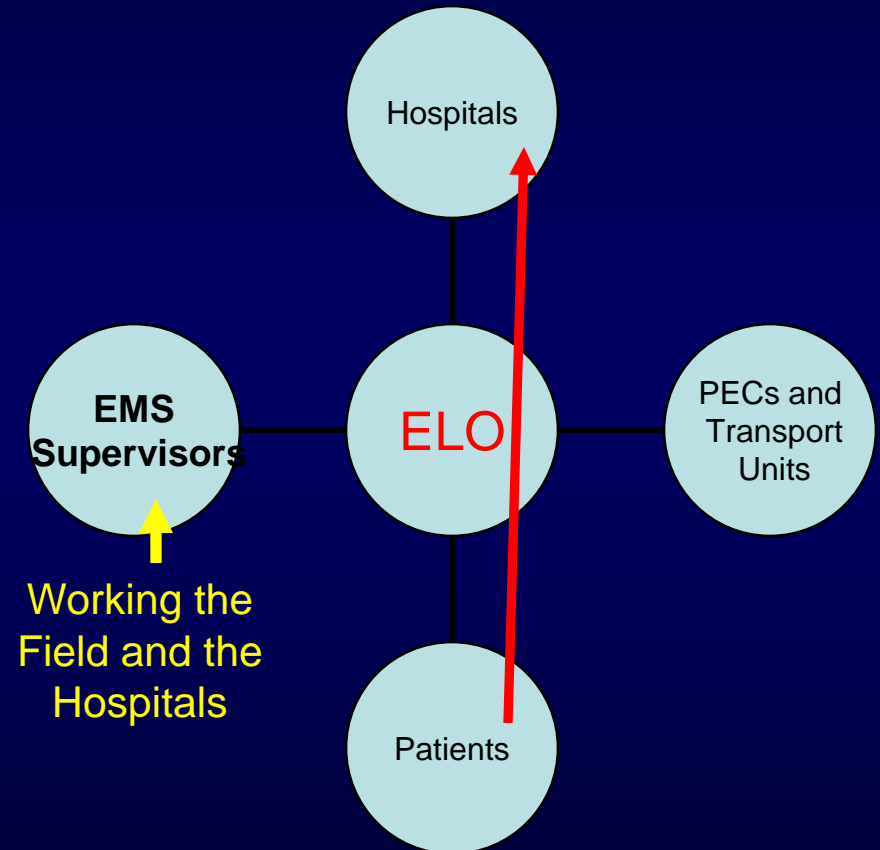 Hospitals
EMS
Supervisors
ELO
PECs and
Transport
Units
Working the
Field and the
Hospitals
Patients